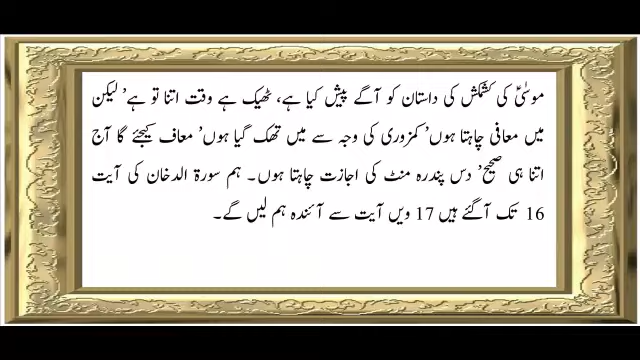 موسیٰؑ کی کشمکش کی داستان کو آگے پیش کیا ہے، ٹھیک ہے وقت اتنا تو ہے’ لیکن
میں معافی چاہتا ہوں’ کمزوری کی وجہ سے میں تھک گیا ہوں’ معاف کیجئے گا آج
اتنا ہی صحیح’ دس پندرہ منٹ کی اجازت چاہتا ہوں۔ ہم سورۃ الدخان کی آیت
16 تک آگئے ہیں 17 ویں آیت سے آئندہ ہم لیں گے۔